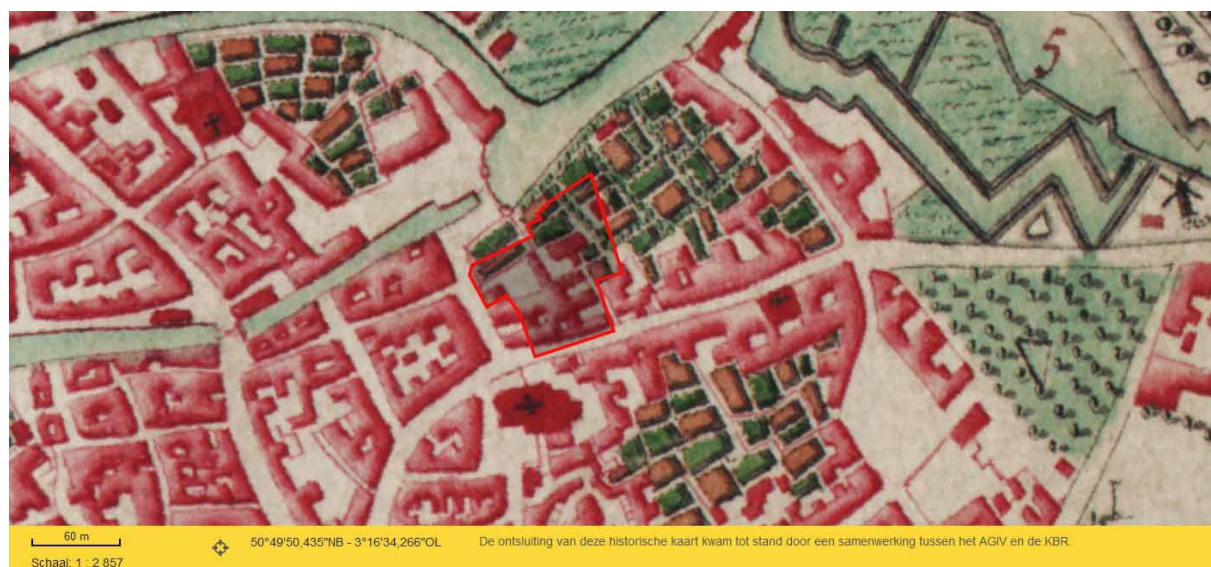 5
60 m
50°49'50,435"NB - 3°16'34,266"OL
De ontsluiting van deze historische kaart kwam tot stand door een samenwerking tussen het AGIV en de KBR.
Schaal: 1 : 2 857